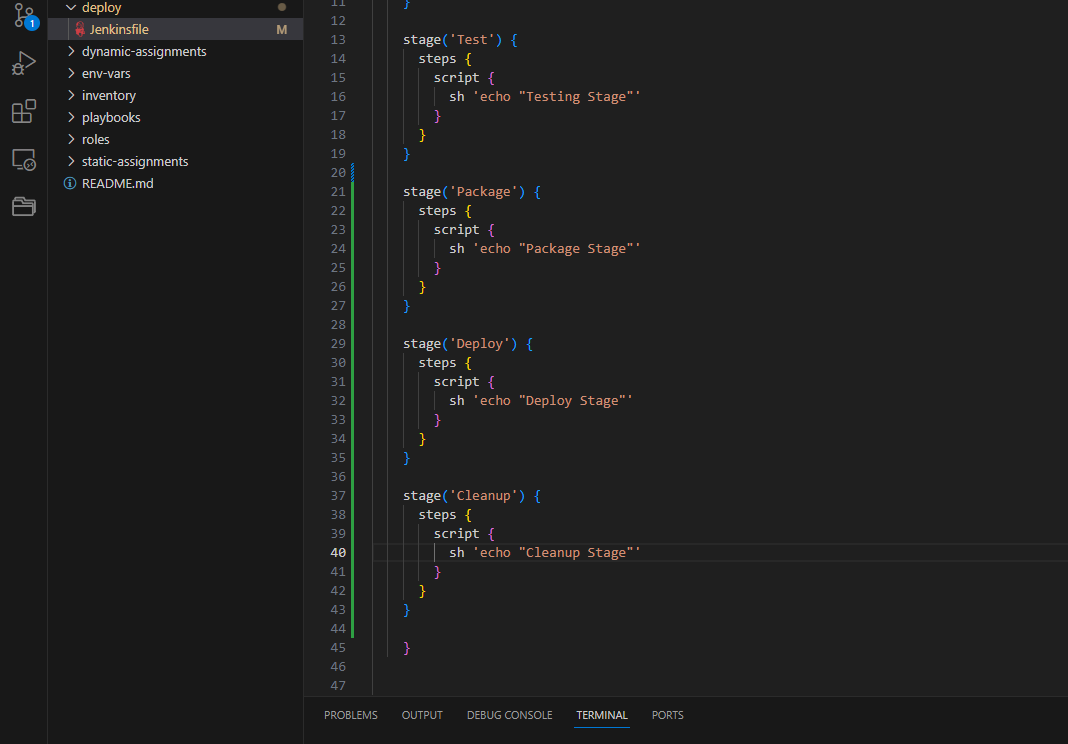 1
deploy
Jenkinsfile M
dynamic-assignments
env-vars
inventory
playbooks
roles
static-assignments
README.md
11 }
12
13 stage('Test') {
14 steps {
15 script {
16 sh 'echo "Testing Stage"'
17 }
18 }
19 }
20
21 stage('Package') {
22 steps {
23 script {
24 sh 'echo "Package Stage"'
25 }
26 }
27 }
28
29 stage('Deploy') {
30 steps {
31 script {
32 sh 'echo "Deploy Stage"'
33 }
34 }
35 }
36
37 stage('Cleanup') {
38 steps {
39 script {
40 sh 'echo "Cleanup Stage"'
41 }
42 }
43 }
44
45 }
46
47
PROBLEMS OUTPUT DEBUG CONSOLE TERMINAL PORTS